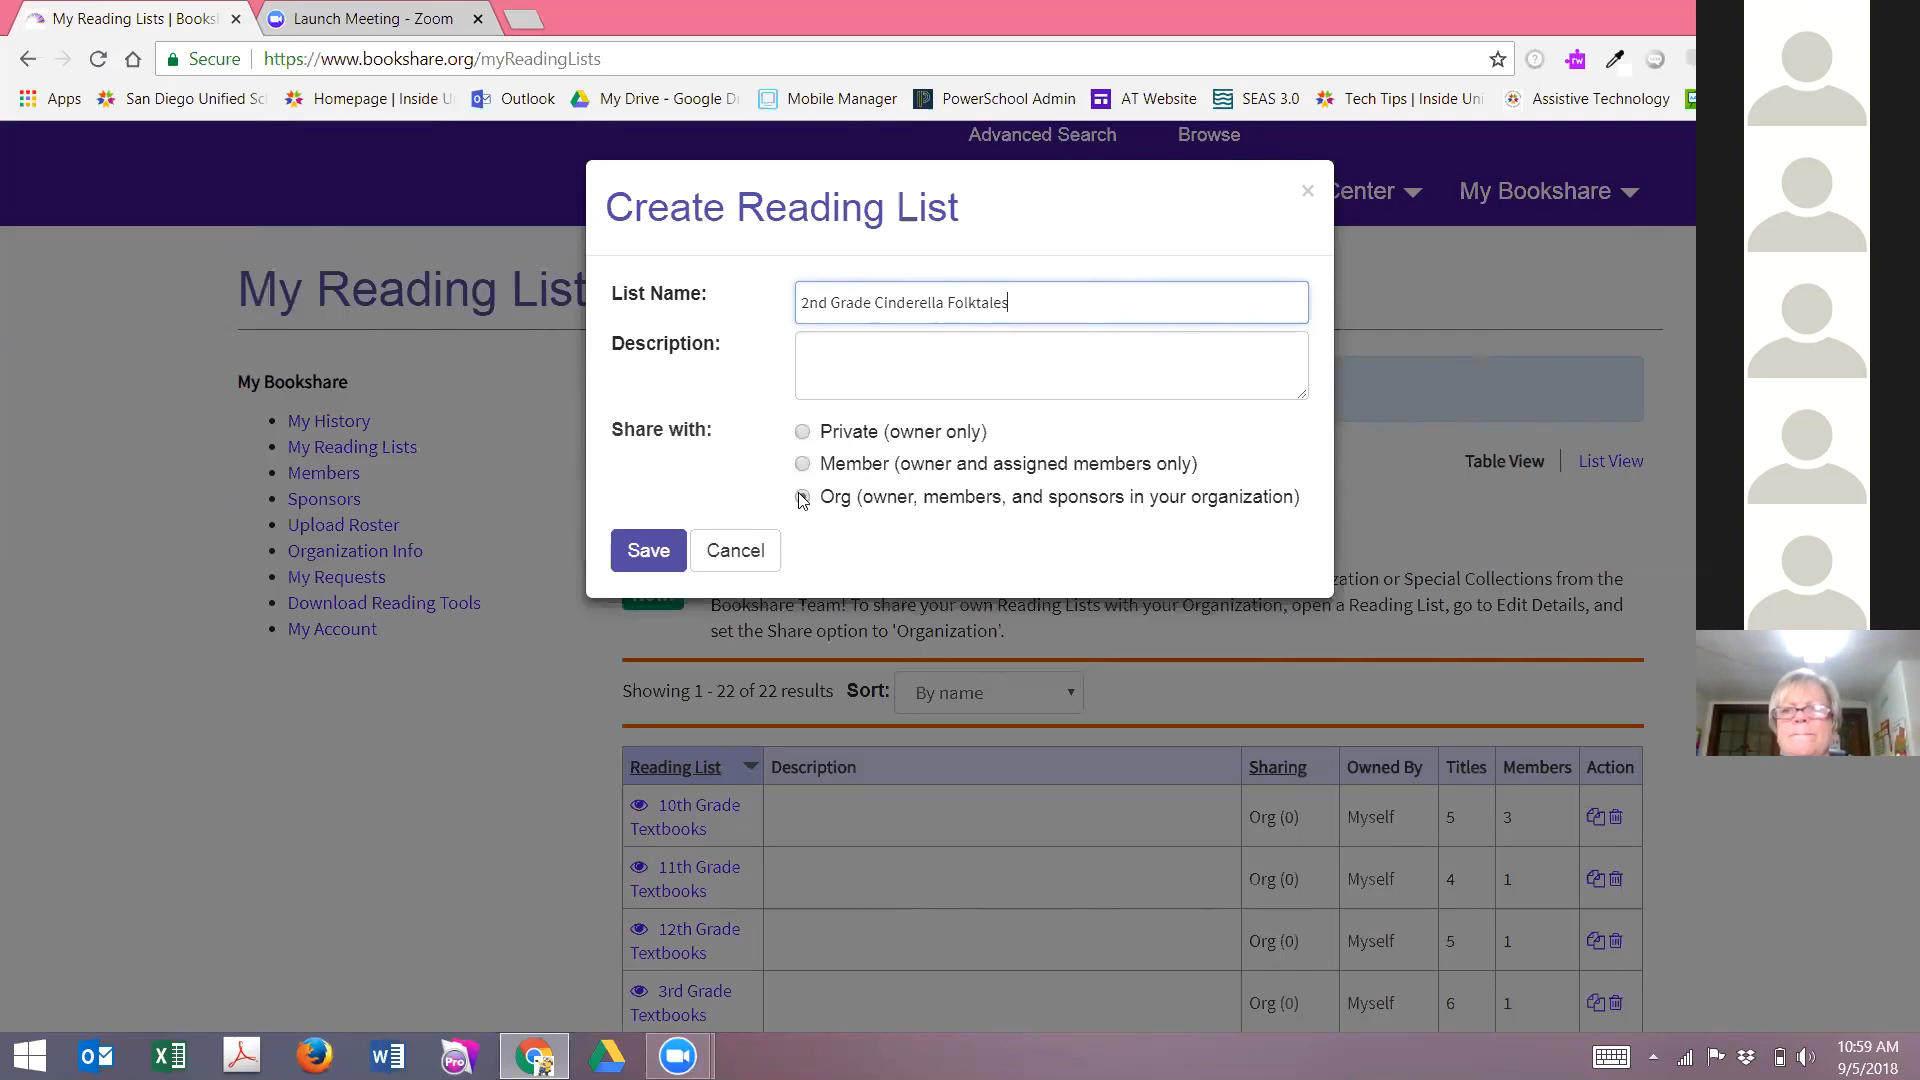 My Reading Lists | Books
Launch Meeting - Zoom
Secure
https://www.bookshare.org/myReadingLists
Apps
San Diego Unified Sc
Homepage | Inside U
Outlook
My Drive - Google D
Mobile Manager
PowerSchool Admin
AT Website
SEAS 3.0
Tech Tips | Inside Uni
Assistive Technology
Advanced Search
Browse
Center
My Bookshare
My Reading List
Create Reading List
×
List Name:
2nd Grade Cinderella Folktales
Description:
Share with:
Private (owner only)
Member (owner and assigned members only)
Org (owner, members, and sponsors in your organization)
Save
Cancel
My Bookshare
My History
My Reading Lists
Members
Sponsors
Upload Roster
Organization Info
My Requests
Download Reading Tools
My Account
Table View
List View
zation or Special Collections from the
Bookshare Team! To share your own Reading Lists with your Organization, open a Reading List, go to Edit Details, and
set the Share option to 'Organization'.
Showing 1 - 22 of 22 results
Sort:
By name
Reading List
Description
Sharing
Owned By
Titles
Members
Action
10th Grade
Textbooks
Org (0)
Myself
5
3
11th Grade
Textbooks
Org (0)
Myself
4
1
12th Grade
Textbooks
Org (0)
Myself
5
1
3rd Grade
Textbooks
Org (0)
Myself
6
1
10:59 AM
9/5/2018